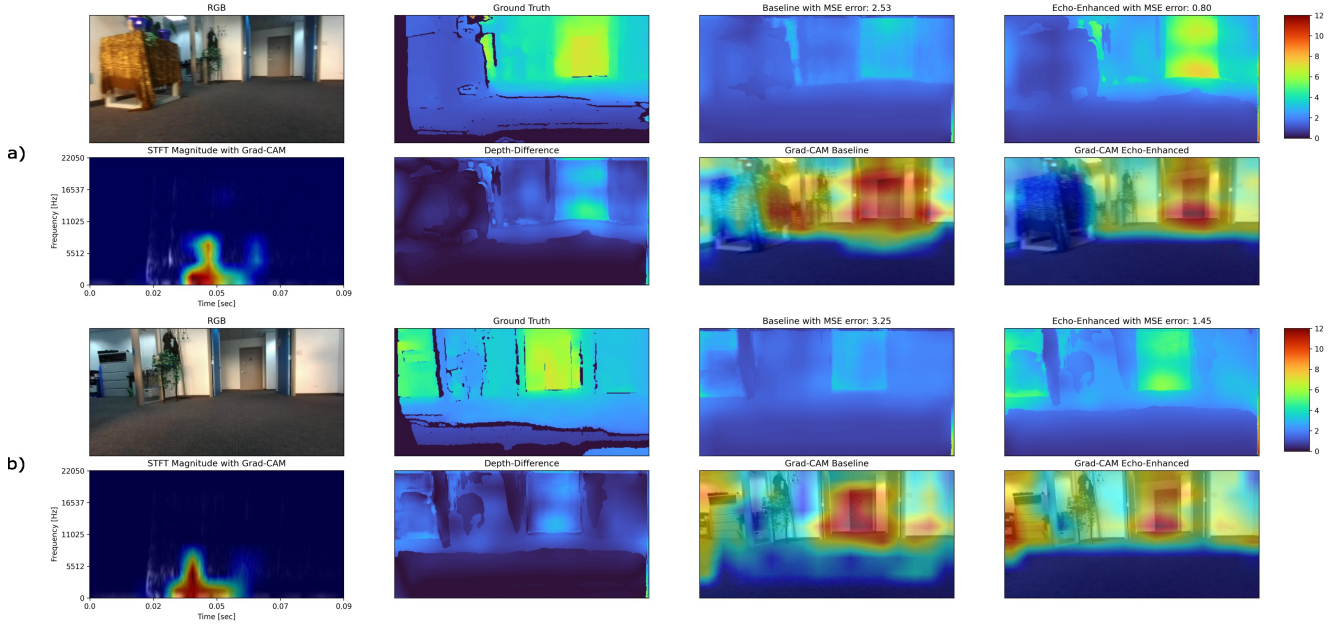 RGB
Ground Truth
Baseline with MSE error: 2.53
Echo-Enhanced with MSE error: 0.80
12
10
8
6
4
2
0
a)
STFT Magnitude with Grad-CAM
Depth-Difference
Grad-CAM Baseline
Grad-CAM Echo-Enhanced
22050
16537
11025
5512
0
Frequency [Hz]
0.0 0.02 0.05 0.07 0.09
Time [sec]
RGB
Ground Truth
Baseline with MSE error: 3.25
Echo-Enhanced with MSE error: 1.45
12
10
8
6
4
2
0
b)
STFT Magnitude with Grad-CAM
Depth-Difference
Grad-CAM Baseline
Grad-CAM Echo-Enhanced
22050
16537
11025
5512
0
Frequency [Hz]
0.0 0.02 0.05 0.07 0.09
Time [sec]